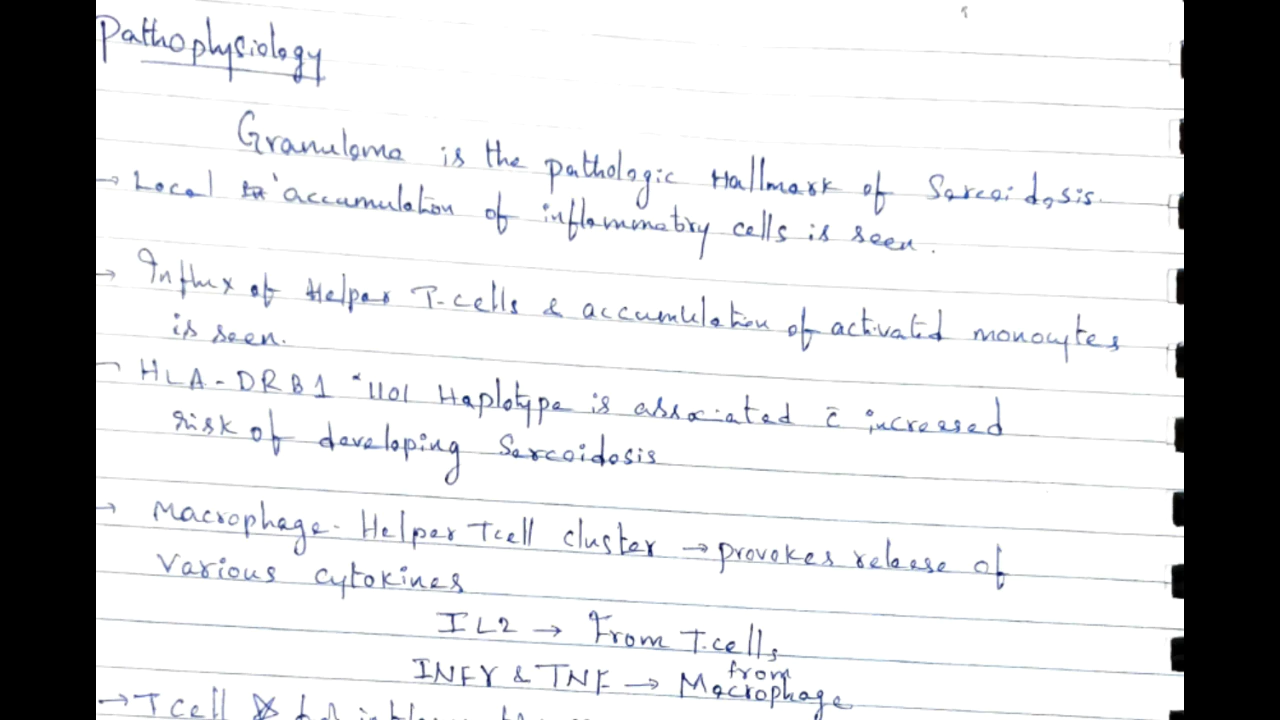 Pathophysiology
Granuloma is the pathologic Hallmark of Sarcoidosis.
→ Local accumulation of inflammatory cells is seen.
→ Influx of Helper T-cells & accumulation of activated monocytes
is seen.
- HLA-DRB1 *1101 Haplotype is associated c̄ increased
risk of developing Sarcoidosis
→ Macrophage-Helper Tcell cluster → provokes release of
Various cytokines
IL2 → From T.cells
from
INFγ & TNF → Macrophage
→ T cell